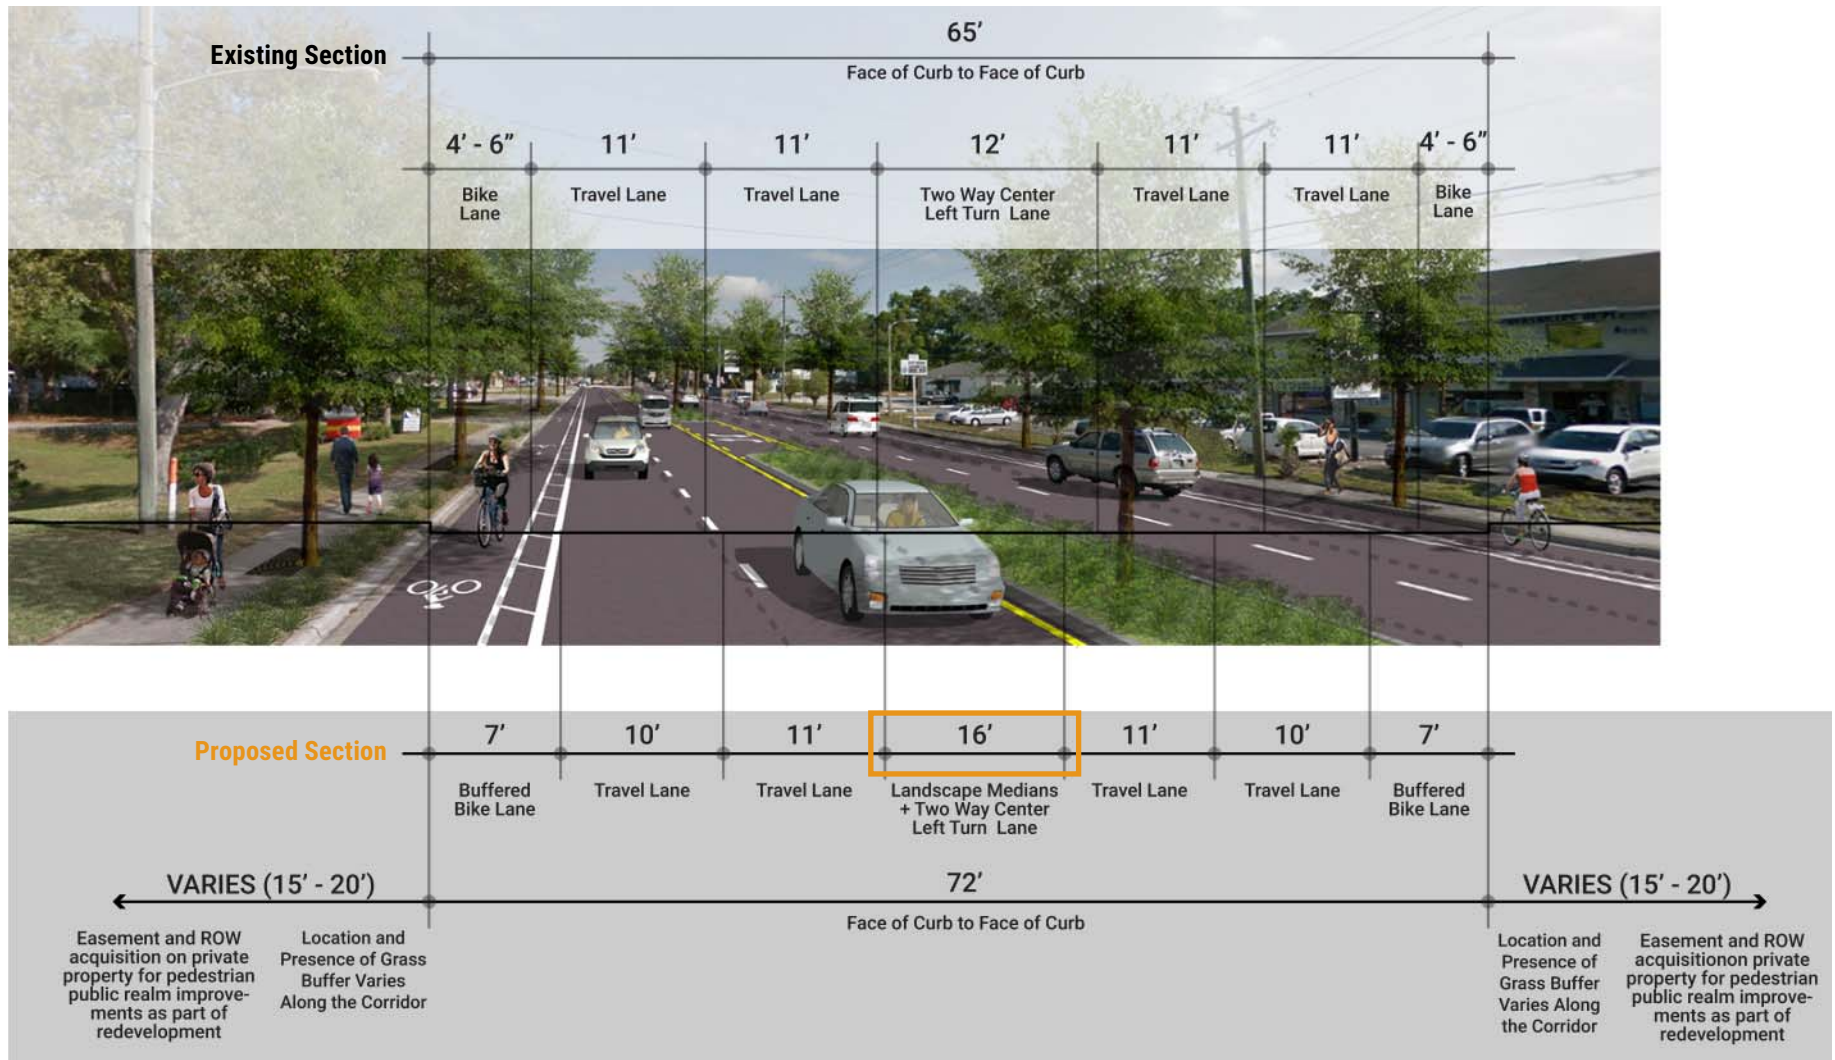 65’
Existing Section
Face of Curb to Face of Curb
4’ - 6” 11’ 11’ 12’ 11’ 11’ 4’ - 6”
Bike
Lane
Travel Lane
Travel Lane
Two Way Center
Left Turn Lane
Travel Lane
Travel Lane
Bike
Lane
Proposed Section
7’ 10’ 11’ 16’ 11’ 10’ 7’
Buffered
Bike Lane
Travel Lane
Travel Lane
Landscape Medians
+ Two Way Center
Left Turn Lane
Travel Lane
Travel Lane
Buffered
Bike Lane
VARIES (15’ - 20’)
72’
VARIES (15’ - 20’)
Face of Curb to Face of Curb
Easement and ROW
acquisition on private
property for pedestrian
public realm improve-
ments as part of
redevelopment
Location and
Presence of Grass
Buffer Varies
Along the Corridor
Location and
Presence of
Grass Buffer
Varies Along
the Corridor
Easement and ROW
acquisitionon private
property for pedestrian
public realm improve-
ments as part of
redevelopment